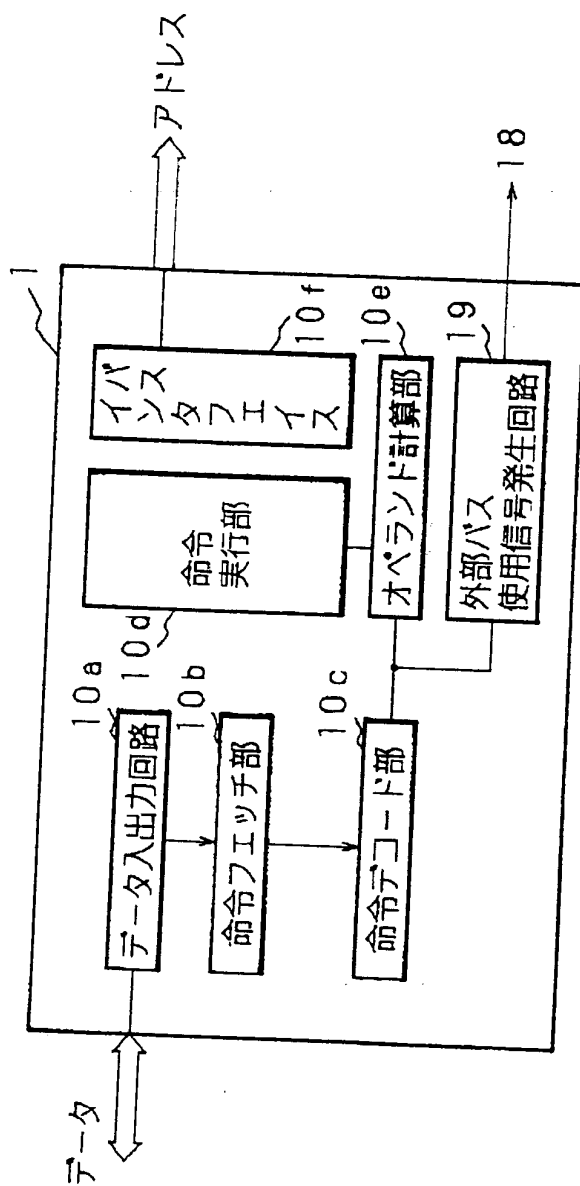 1
データ
データ入出力回路
10a
命令フェッチ部
10b
命令デコード部
10c
命令
実行部
10d
バス
インタフェイス
10f
アドレス
オペランド計算部
10e
外部バス
使用信号発生回路
19
18